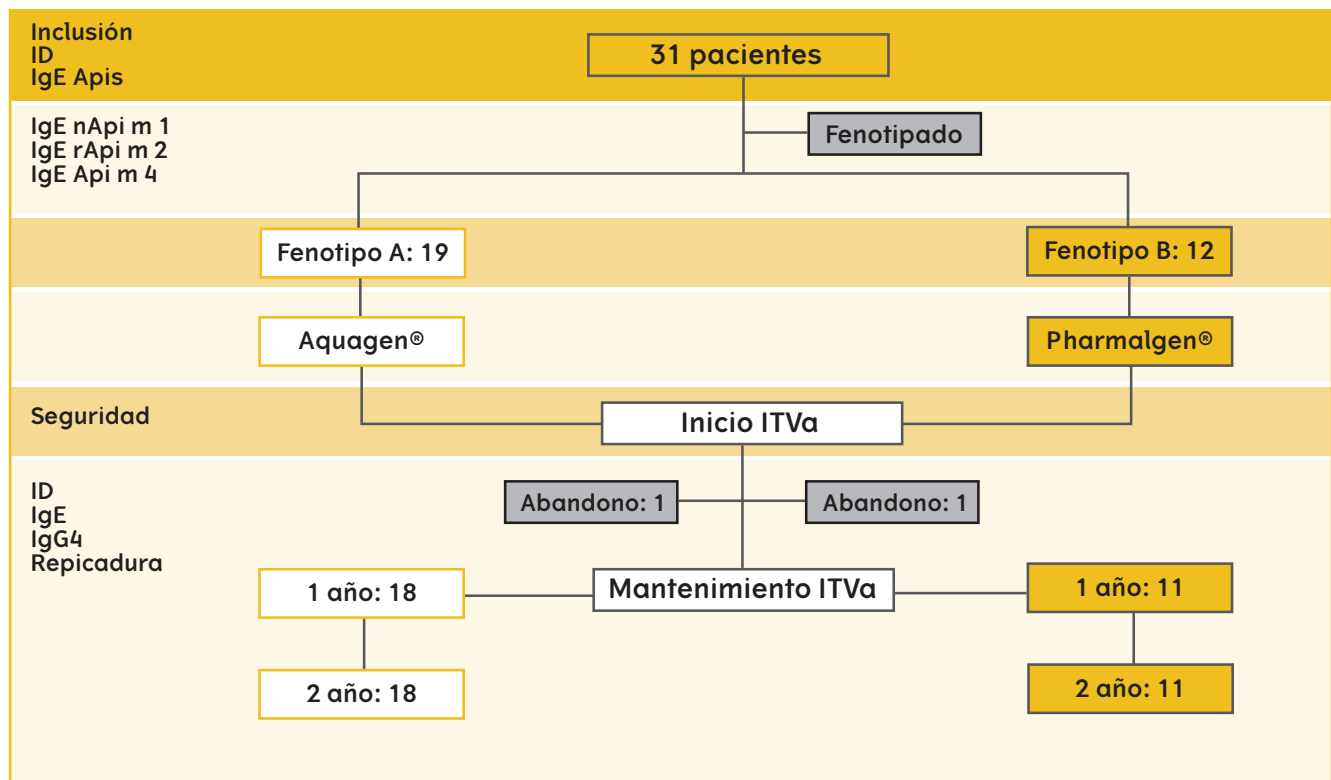 Inclusión
ID
IgE Apis
31 pacientes
IgE nApi m 1
IgE rApi m 2
IgE Api m 4
Fenotipado
Fenotipo A: 19
Fenotipo B: 12
Aquagen®
Pharmalgen®
Seguridad
Inicio ITVa
ID
IgE
IgG4
Repicadura
Abandono: 1
Abandono: 1
1 año: 18
Mantenimiento ITVa
1 año: 11
2 año: 18
2 año: 11